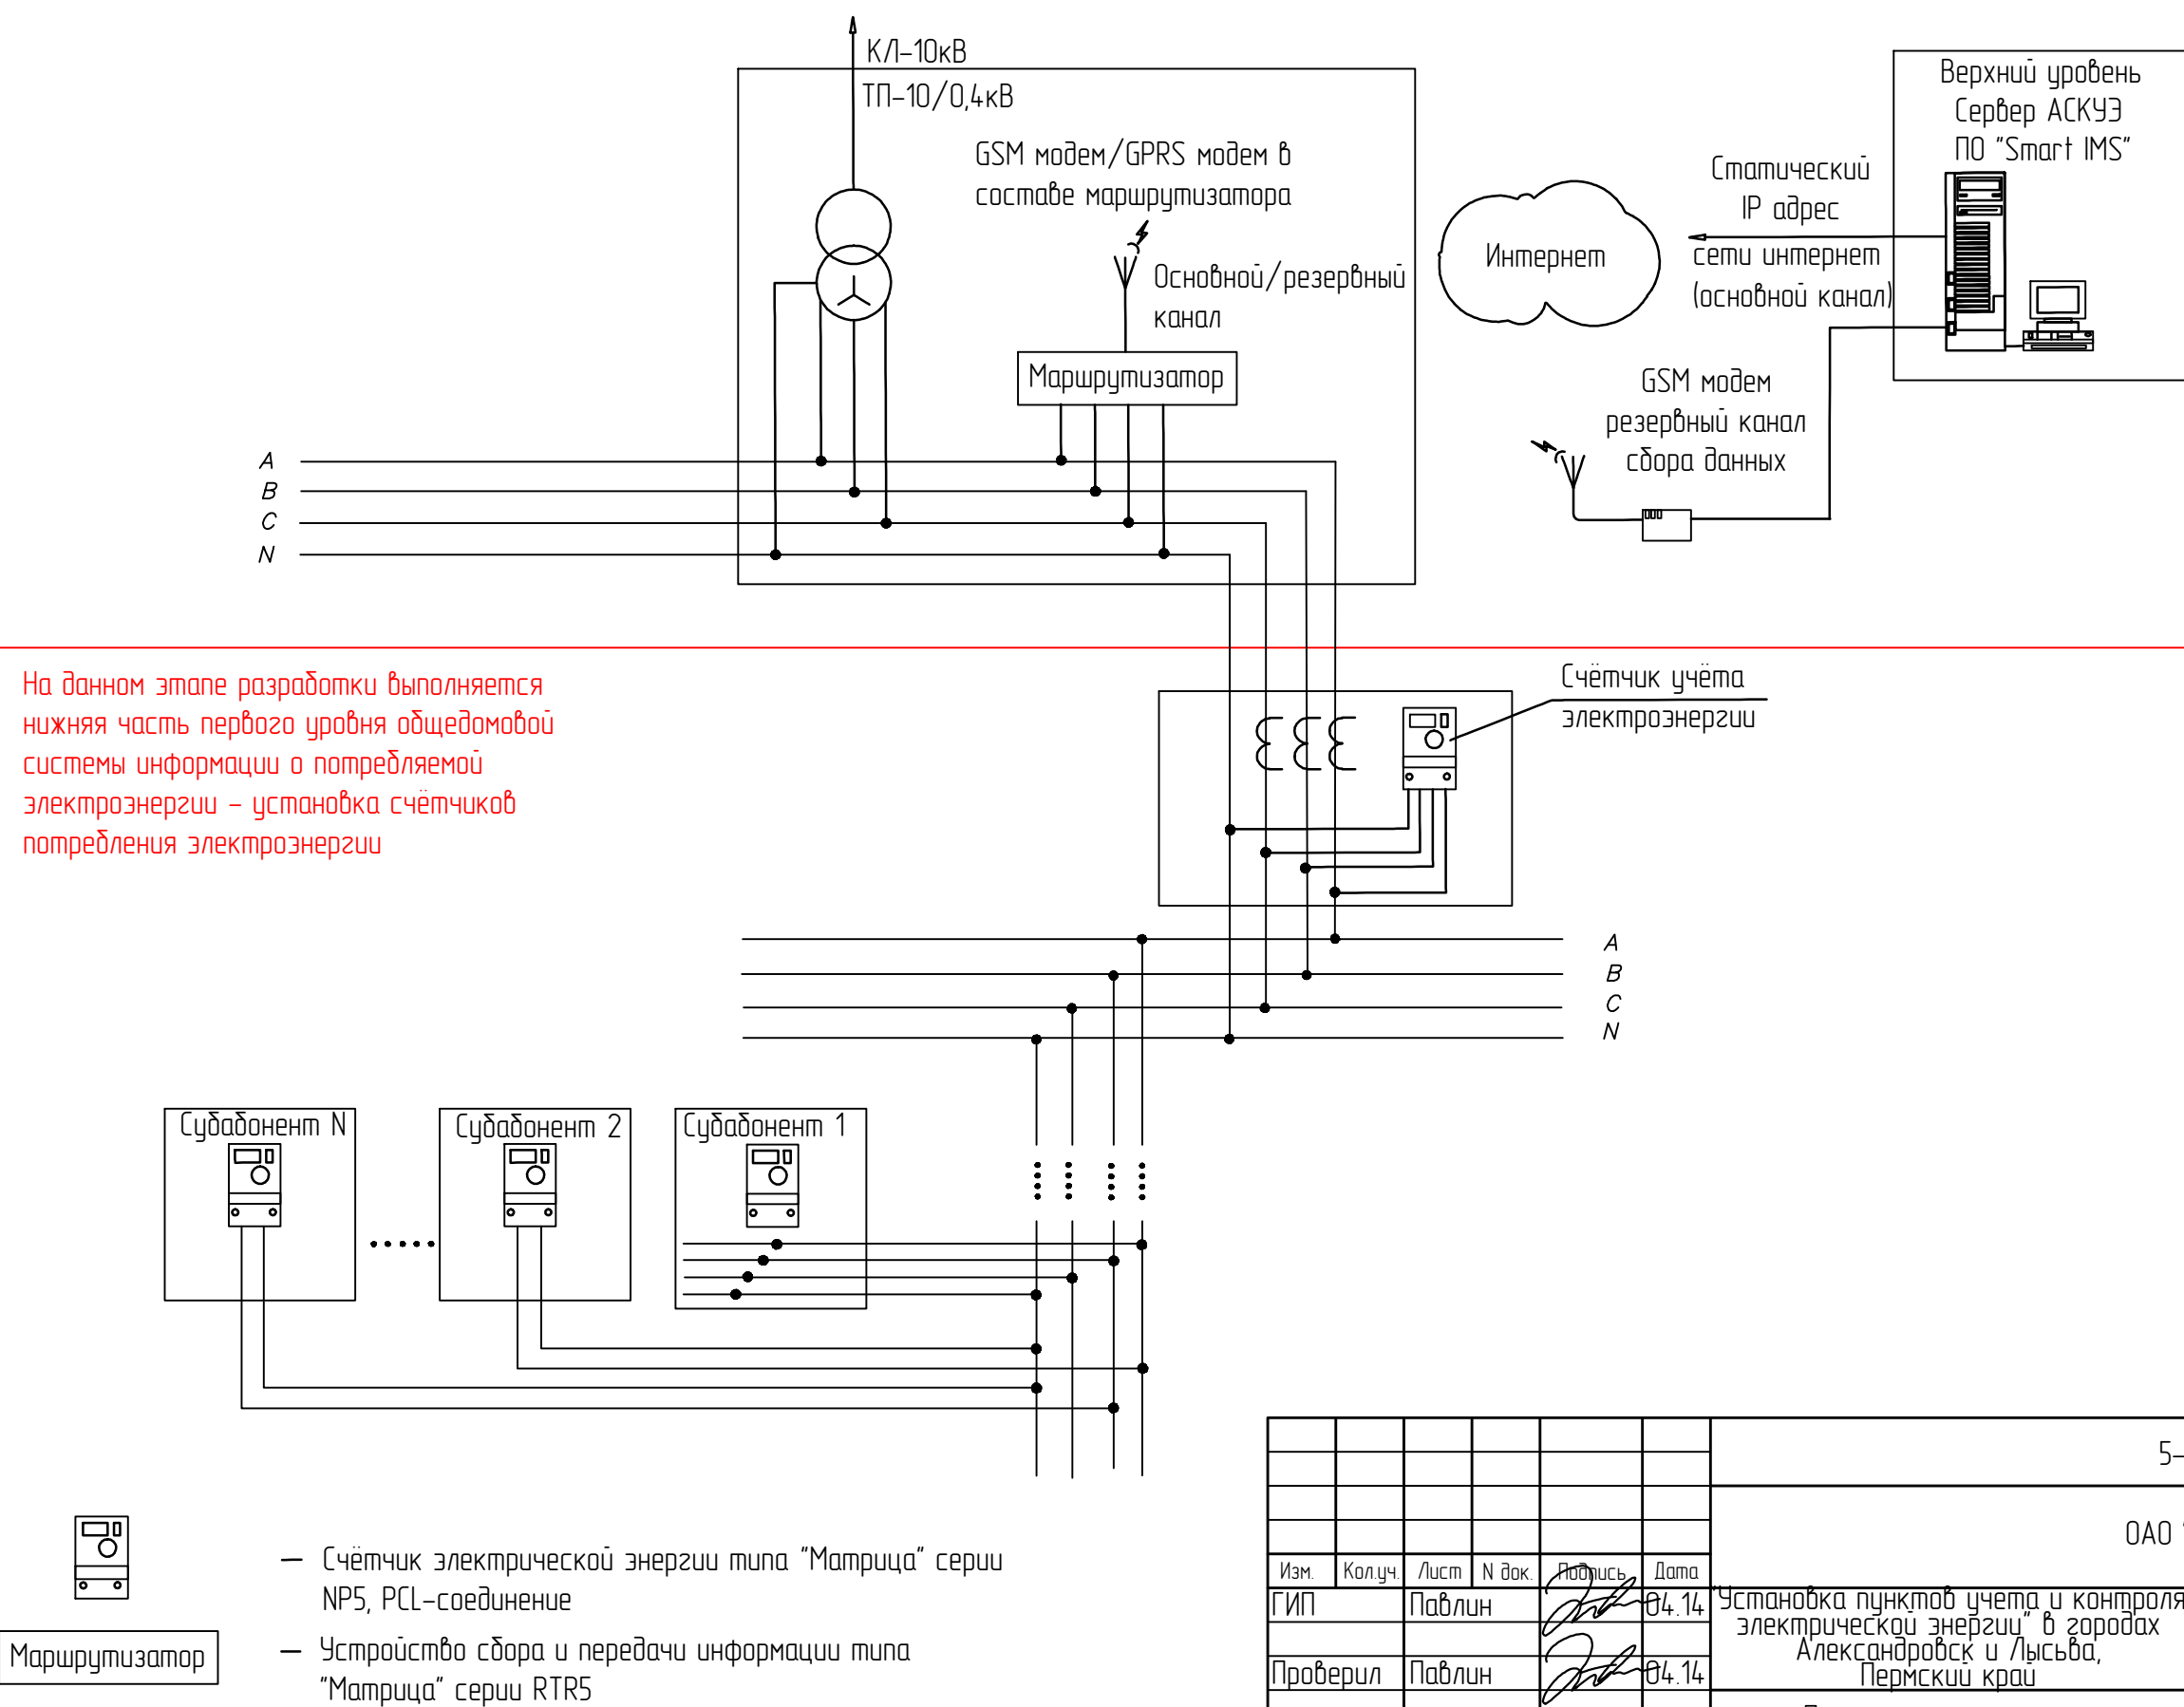 КЛ-10кВ
ТП-10/0,4кВ
GSM модем/GPRS модем в
составе маршрутизатора
Основной/резервный
канал
Маршрутизатор
Интернет
Верхний уровень
Сервер АСКУЭ
ПО "Smart IMS"
Статический
IP адрес
сети интернет
(основной канал)
GSM модем
резервный канал
сбора данных
A
B
C
N
На данном этапе разработки выполняется
нижняя часть первого уровня общедомовой
системы информации о потребляемой
электроэнергии - установка счётчиков
потребления электроэнергии
Счётчик учёта
электроэнергии
A
B
C
N
Субабонент N
Субабонент 2
Субабонент 1
— Счётчик электрической энергии типа "Матрица" серии
NP5, PCL-соединение
Маршрутизатор
— Устройство сбора и передачи информации типа
"Матрица" серии RTR5
5-
ОАО "
Изм. Кол.уч. Лист N док. Подпись Дата
ГИП Павлин 04.14
Проверил Павлин 04.14
"Установка пунктов учета и контроля
электрической энергии" в городах
Александровск и Лысьва,
Пермский край